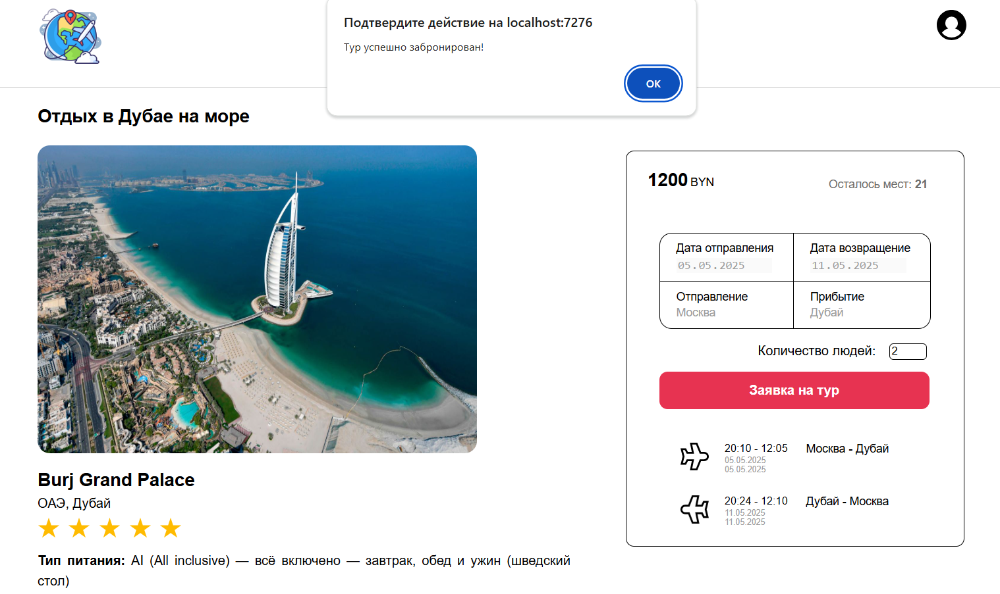 Подтвердите действие на localhost:7276
Тур успешно забронирован!
ОК
Отдых в Дубае на море
1200 BYN
Осталось мест: 21
Дата отправления
05.05.2025
Дата возвращение
11.05.2025
Отправление
Москва
Прибытие
Дубай
Количество людей: 2
Заявка на тур
20:10 - 12:05 Москва - Дубай
05.05.2025
05.05.2025
20:24 - 12:10 Дубай - Москва
11.05.2025
11.05.2025
Burj Grand Palace
ОАЭ, Дубай
Тип питания: AI (All inclusive) — всё включено — завтрак, обед и ужин (шведский
стол)